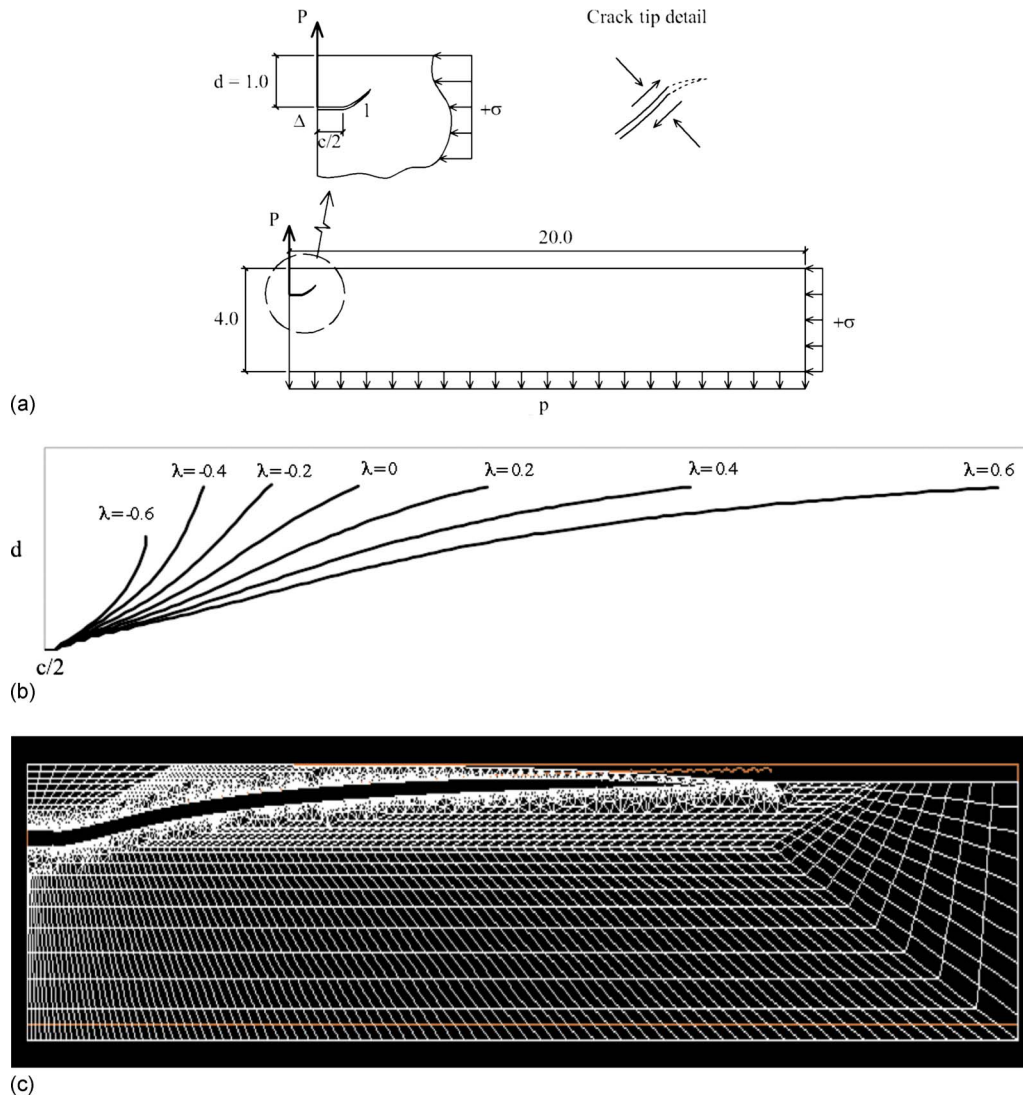 P
Crack tip detail
d = 1.0
Δ
c/2
l
+σ
P
20.0
4.0
+σ
p
(a)
λ=-0.6
λ=-0.4
λ=-0.2
λ=0
λ=0.2
λ=0.4
λ=0.6
d
c/2
(b)
(c)